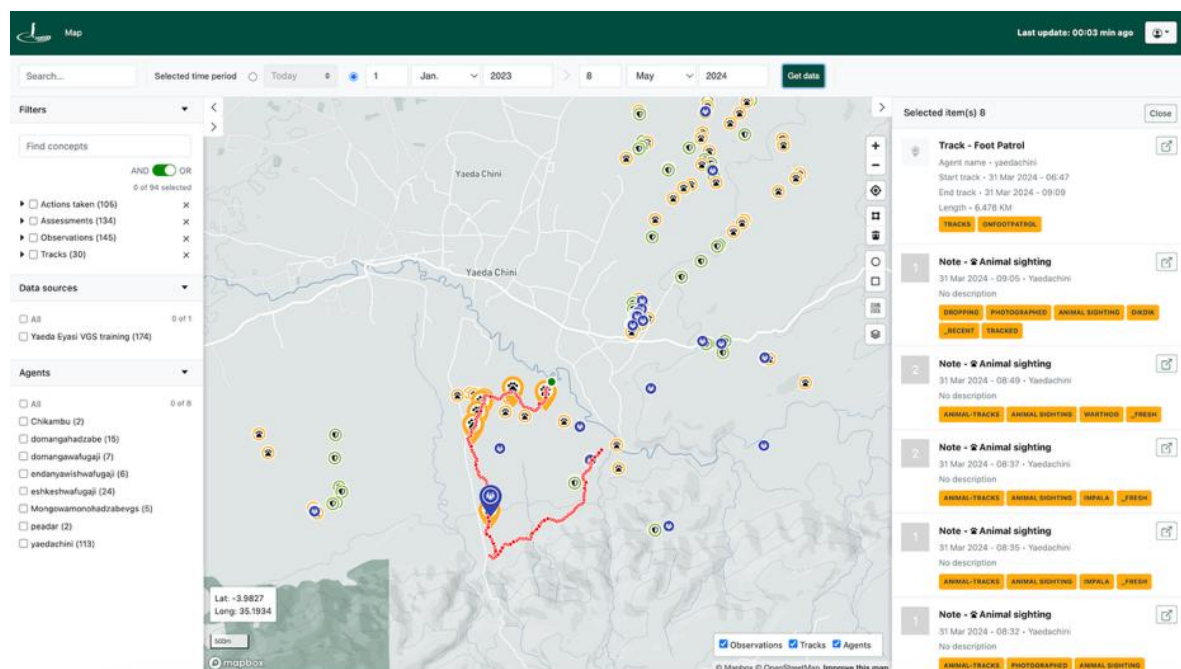 Map
Last update: 00:03 min ago
Search...
Selected time period
Today
1
Jan.
2023
8
May
2024
Get data
Filters
Find concepts
AND
OR
0 of 94 selected
Actions taken (105)
Assessments (134)
Observations (145)
Tracks (30)
Data sources
All
0 of 1
Yaeda Eyasi VGS training (174)
Agents
All
0 of 8
Chikambu (2)
domangahadzabe (15)
domangawafugaji (7)
endanyawishwafugaji (6)
eshkeshwafugaji (24)
Mongowamonohadzabevgs (5)
peadar (2)
yaedachini (113)
Yaeda Chini
Yaeda Chini
Lat: -3.9827
Long: 35.1934
500m
mapbox
Observations
Tracks
Agents
© Mapbox © OpenStreetMap Improve this map
Selected item(s) 8
Close
Track - Foot Patrol
Agent name - yaedachini
Start track - 31 Mar 2024 - 06:47
End track - 31 Mar 2024 - 09:09
Length - 6.478 KM
TRACKS ONFOOTPATROL
1
Note - Animal sighting
31 Mar 2024 - 09:05 - Yaedachini
No description
DROPPING PHOTOGRAPHED ANIMAL SIGHTING DIKDIK
_RECENT TRACKED
2
Note - Animal sighting
31 Mar 2024 - 08:49 - Yaedachini
No description
ANIMAL-TRACKS ANIMAL SIGHTING WARTHOG _FRESH
2
Note - Animal sighting
31 Mar 2024 - 08:37 - Yaedachini
No description
ANIMAL-TRACKS ANIMAL SIGHTING IMPALA _FRESH
1
Note - Animal sighting
31 Mar 2024 - 08:35 - Yaedachini
No description
ANIMAL-TRACKS ANIMAL SIGHTING IMPALA _FRESH
1
Note - Animal sighting
31 Mar 2024 - 08:32 - Yaedachini
No description
ANIMAL-TRACKS PHOTOGRAPHED ANIMAL SIGHTING